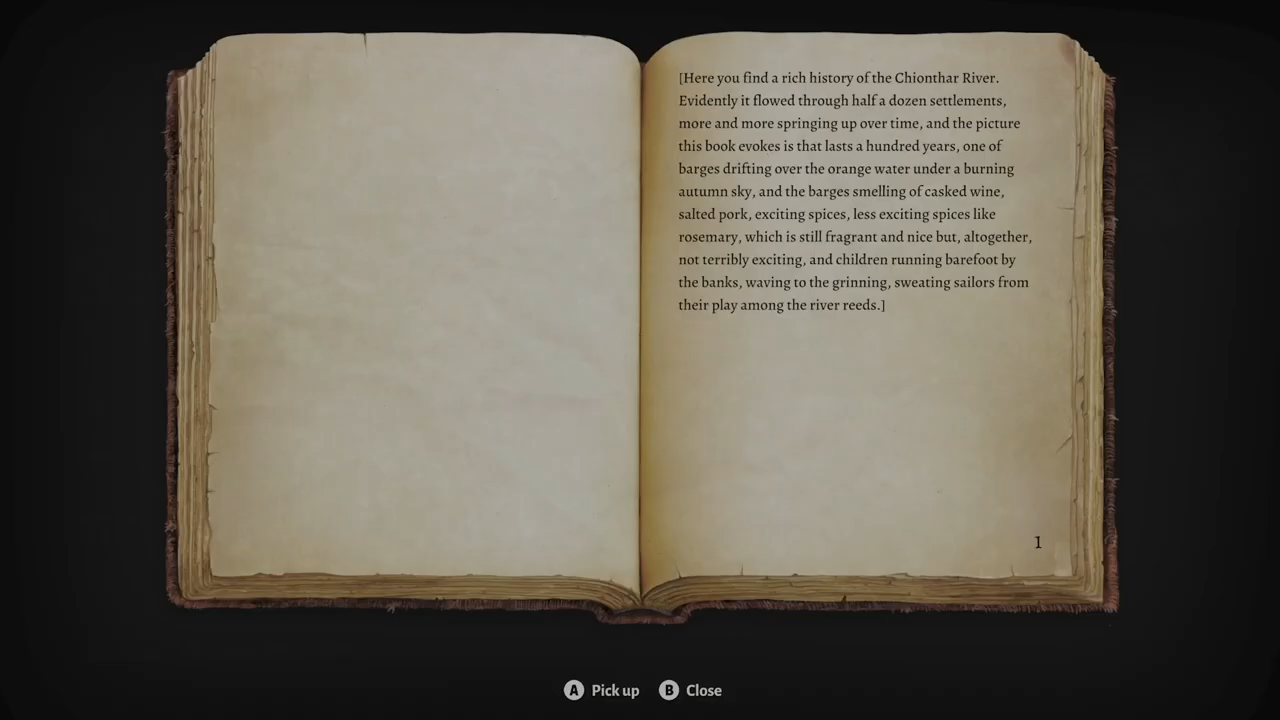 [Here you find a rich history of the Chionthar River.
Evidently it flowed through half a dozen settlements,
more and more springing up over time, and the picture
this book evokes is that lasts a hundred years, one of
barges drifting over the orange water under a burning
autumn sky, and the barges smelling of casked wine,
salted pork, exciting spices, less exciting spices like
rosemary, which is still fragrant and nice but, altogether,
not terribly exciting, and children running barefoot by
the banks, waving to the grinning, sweating sailors from
their play among the river reeds.]
1
A Pick up B Close